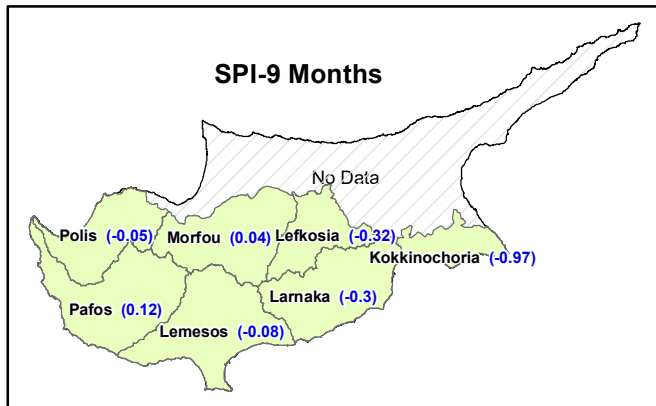 SPI-9 Months
No Data
Polis (-0.05)
Morfou (0.04)
Lefkosia (-0.32)
Kokkinochoria (-0.97)
Pafos (0.12)
Larnaka (-0.3)
Lemesos (-0.08)